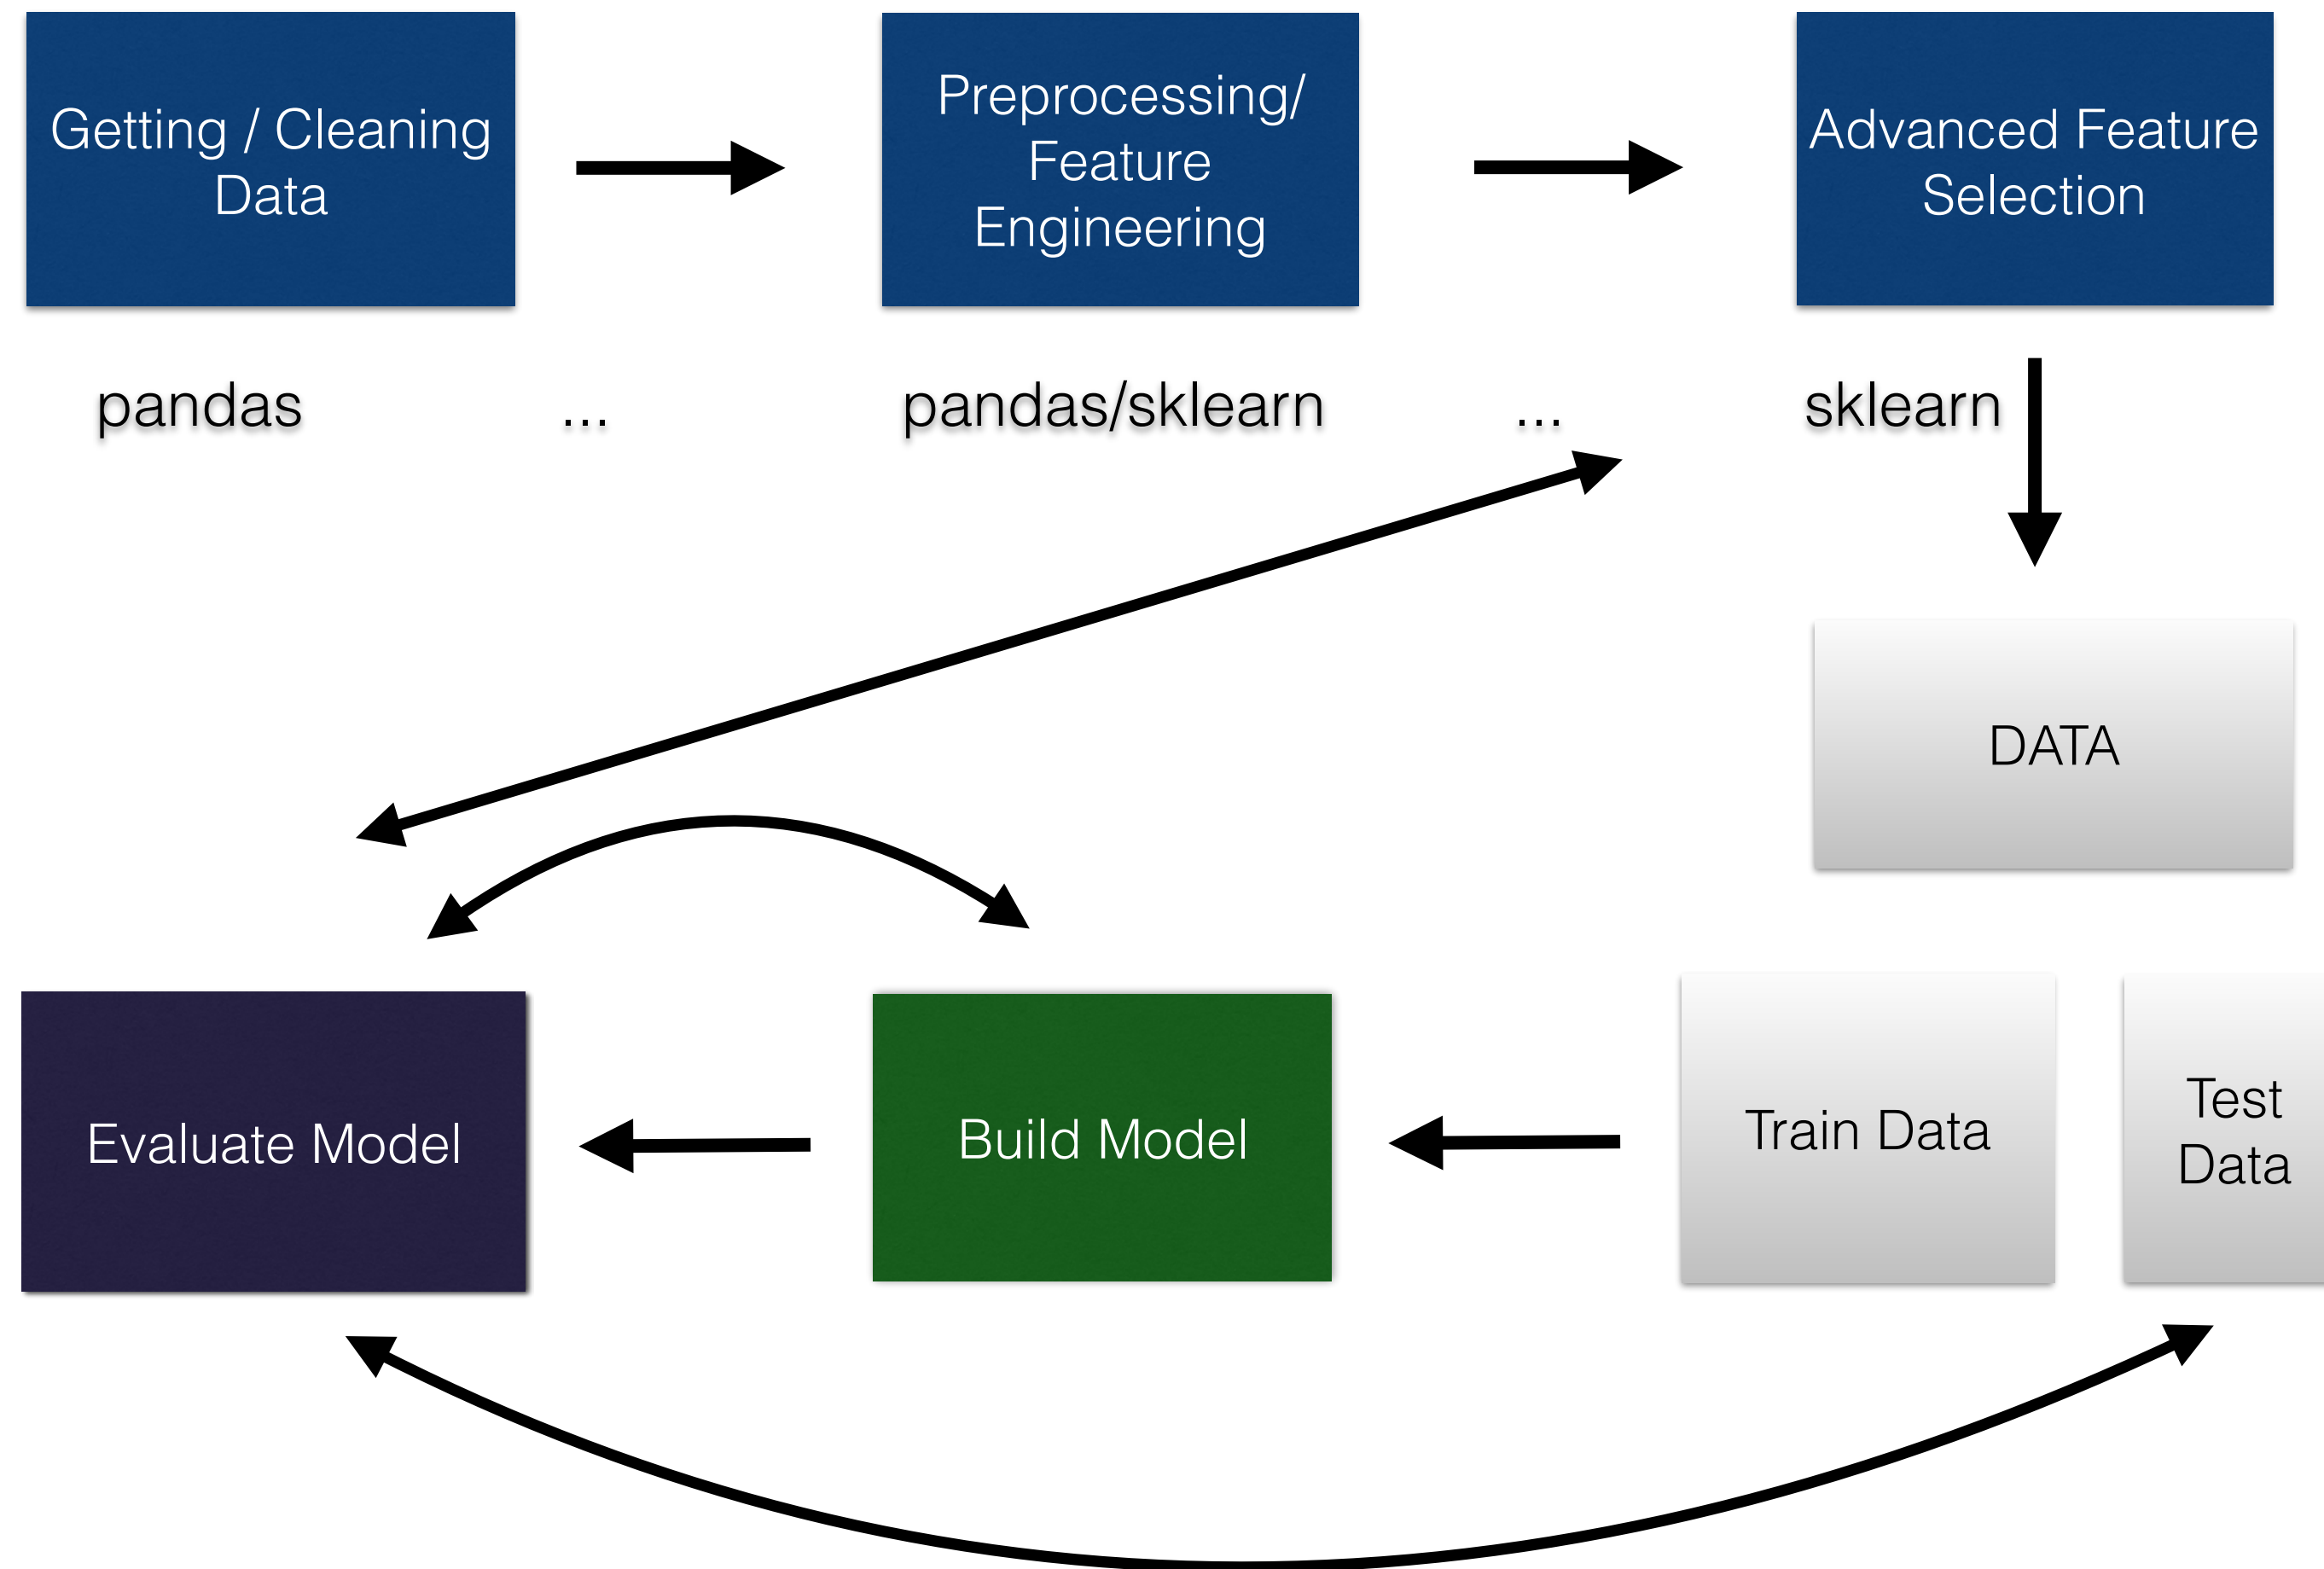 Getting / Cleaning
Data
Preprocessing/
Feature
Engineering
Advanced Feature
Selection
pandas
...
pandas/sklearn
...
sklearn
DATA
Evaluate Model
Build Model
Train Data
Test
Data